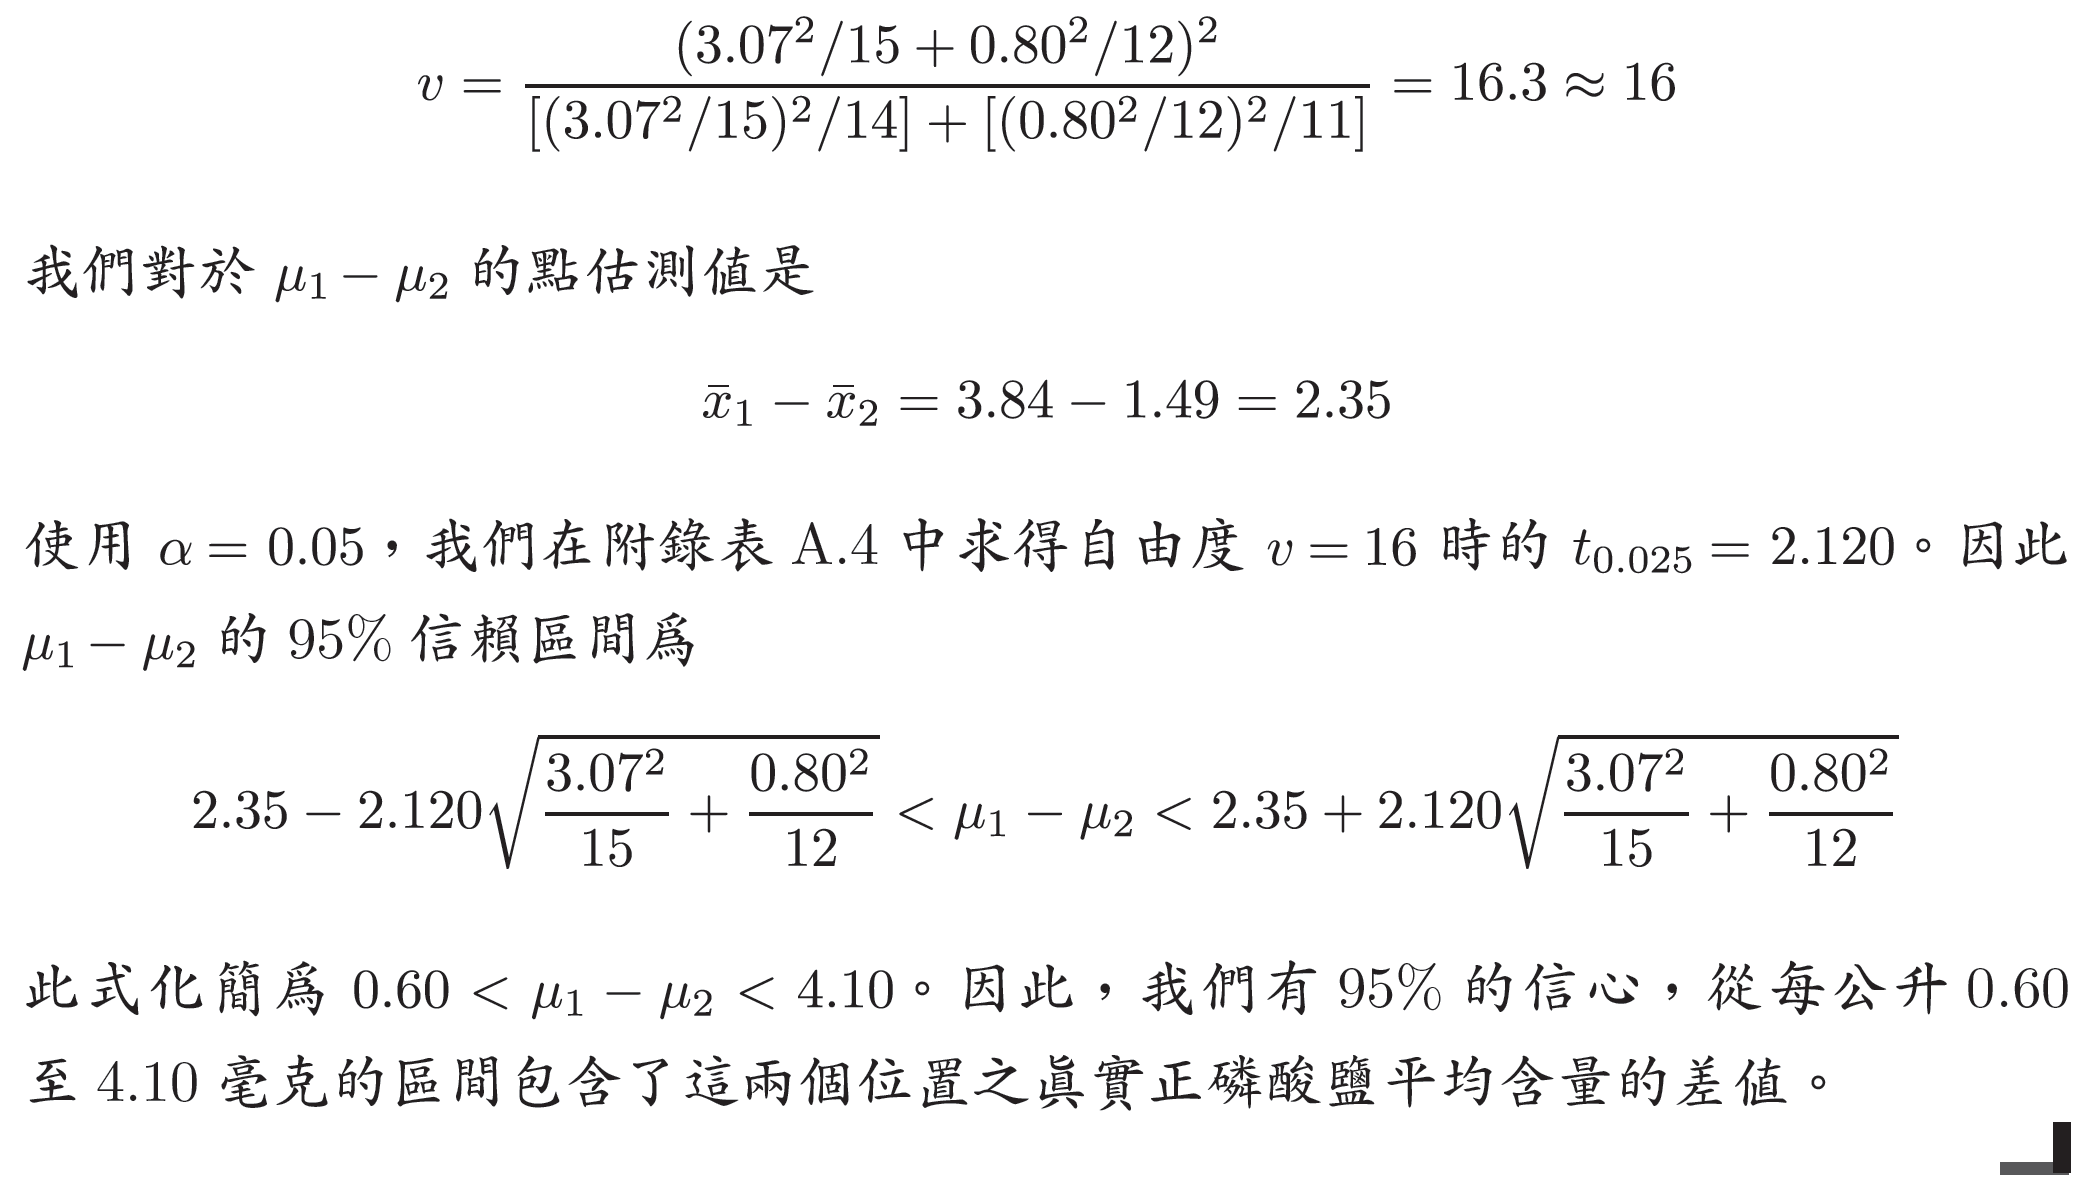 v = (3.07²/15 + 0.80²/12)² / [(3.07²/15)²/14] + [(0.80²/12)²/11] = 16.3 ≈ 16
我們對於 μ₁ − μ₂ 的點估測值是
x̄₁ − x̄₂ = 3.84 − 1.49 = 2.35
使用 α = 0.05，我們在附錄表 A.4 中求得自由度 v = 16 時的 t₀.₀₂₅ = 2.120。因此
μ₁ − μ₂ 的 95% 信賴區間爲
2.35 − 2.120√(3.07²/15 + 0.80²/12) < μ₁ − μ₂ < 2.35 + 2.120√(3.07²/15 + 0.80²/12)
此式化簡爲 0.60 < μ₁ − μ₂ < 4.10。因此，我們有 95% 的信心，從每公升 0.60
至 4.10 毫克的區間包含了這兩個位置之眞實正磷酸鹽平均含量的差值。